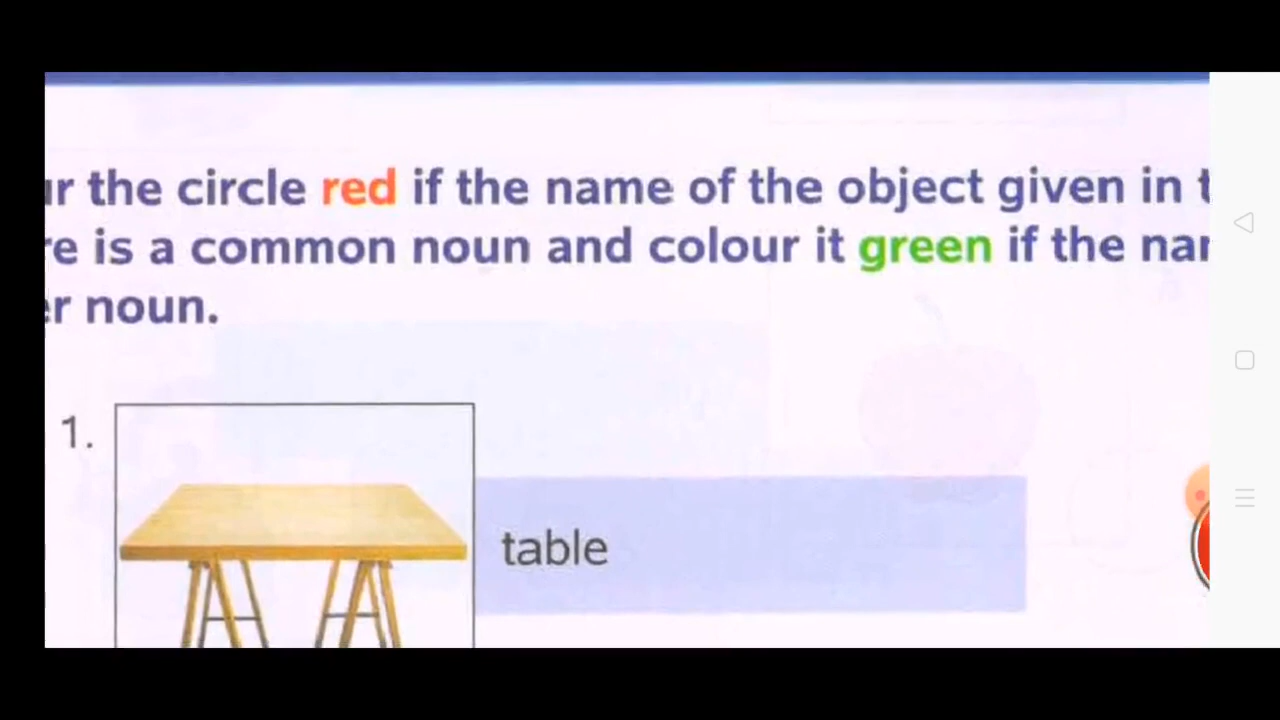 the circle red if the name of the object given in
is a common noun and colour it green if the
noun.
1.
table